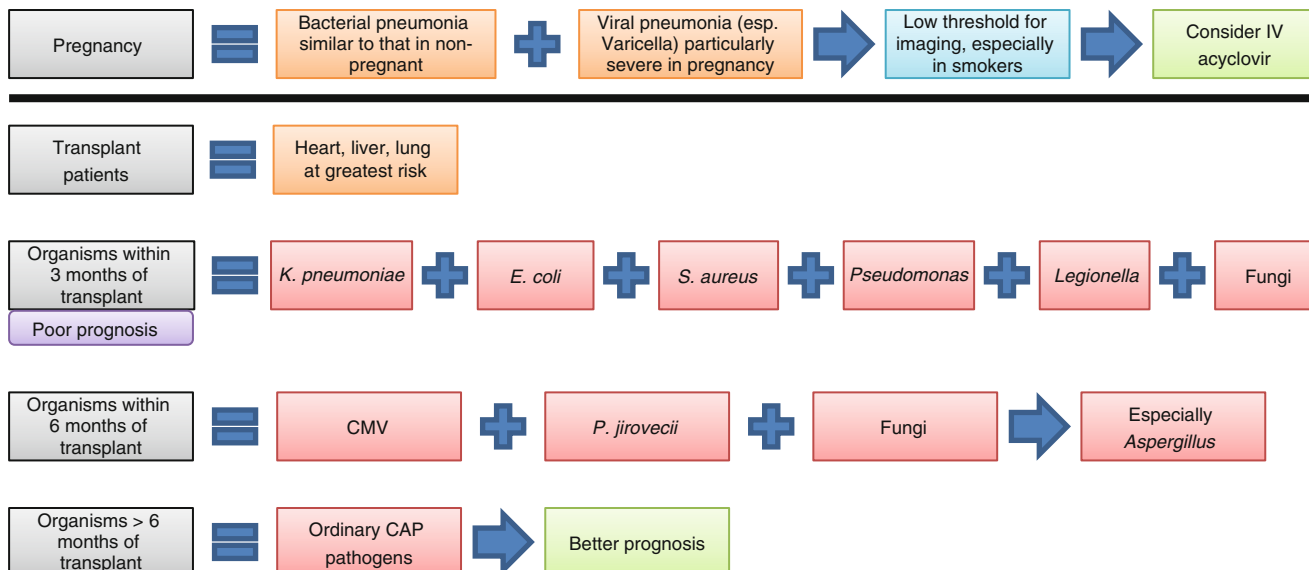 Pregnancy
Bacterial pneumonia
similar to that in non-
pregnant
Viral pneumonia (esp.
Varicella) particularly
severe in pregnancy
Low threshold for
imaging, especially
in smokers
Consider IV
acyclovir
Transplant
patients
Heart, liver, lung
at greatest risk
Organisms within
3 months of
transplant
Poor prognosis
K. pneumoniae
E. coli
S. aureus
Pseudomonas
Legionella
Fungi
Organisms within
6 months of
transplant
CMV
P. jirovecii
Fungi
Especially
Aspergillus
Organisms > 6
months of
transplant
Ordinary CAP
pathogens
Better prognosis